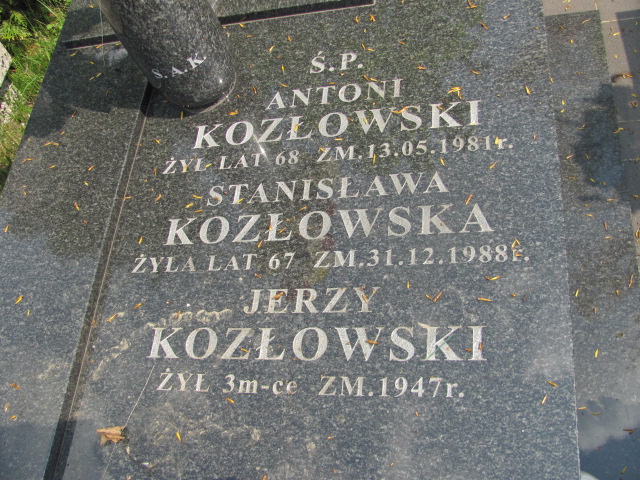 S.A.K
Ś.P.
ANTONI
KOZŁOWSKI
ŻYŁ LAT 68 ZM.13.05.1981r.
STANISŁAWA
KOZŁOWSKA
ŻYŁA LAT 67 ZM.31.12.1988r.
JERZY
KOZŁOWSKI
ŻYŁ 3m-ce ZM.1947r.